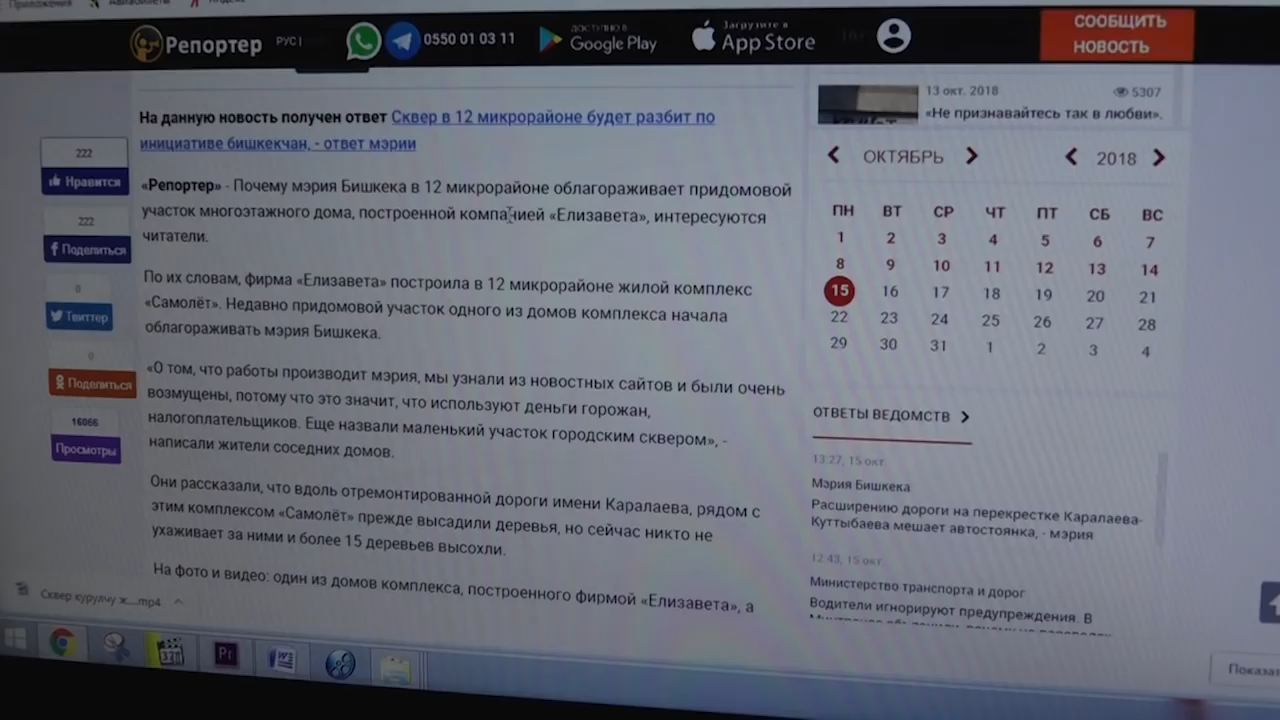 Приложения
Авиабилеты
Яндекс
Репортер
РУС |
0550 01 03 11
ДОСТУПНО В
Google Play
Загрузите в
App Store
СООБЩИТЬ
НОВОСТЬ
На данную новость получен ответ Сквер в 12 микрорайоне будет разбит по
инициативе бишкекчан, - ответ мэрии
«Репортер» - Почему мэрия Бишкека в 12 микрорайоне облагораживает придомовой
участок многоэтажного дома, построенной компанией «Елизавета», интересуются
читатели.
По их словам, фирма «Елизавета» построила в 12 микрорайоне жилой комплекс
«Самолёт». Недавно придомовой участок одного из домов комплекса начала
облагораживать мэрия Бишкека.
«О том, что работы производит мэрия, мы узнали из новостных сайтов и были очень
возмущены, потому что это значит, что используют деньги горожан,
налогоплательщиков. Еще назвали маленький участок городским сквером», -
написали жители соседних домов.
Они рассказали, что вдоль отремонтированной дороги имени Каралаева, рядом с
этим комплексом «Самолёт» прежде высадили деревья, но сейчас никто не
ухаживает за ними и более 15 деревьев высохли.
На фото и видео: один из домов комплекса, построенного фирмой «Елизавета», а
222
Нравится
222
Поделиться
0
Твиттер
0
Поделиться
16066
Просмотры
13 окт. 2018
5307
«Не признавайтесь так в любви».
ОКТЯБРЬ
2018
ПН ВТ СР ЧТ ПТ СБ ВС
1 2 3 4 5 6 7
8 9 10 11 12 13 14
15 16 17 18 19 20 21
22 23 24 25 26 27 28
29 30 31 1 2 3 4
ОТВЕТЫ ВЕДОМСТВ
13:27, 15 окт.
Мэрия Бишкека
Расширению дороги на перекрестке Каралаева-
Куттыбаева мешает автостоянка, - мэрия
12:43, 15 окт.
Министерство транспорта и дорог
Водители игнорируют предупреждения. В
Сквер курулчу ж....mp4
Pr
Показат